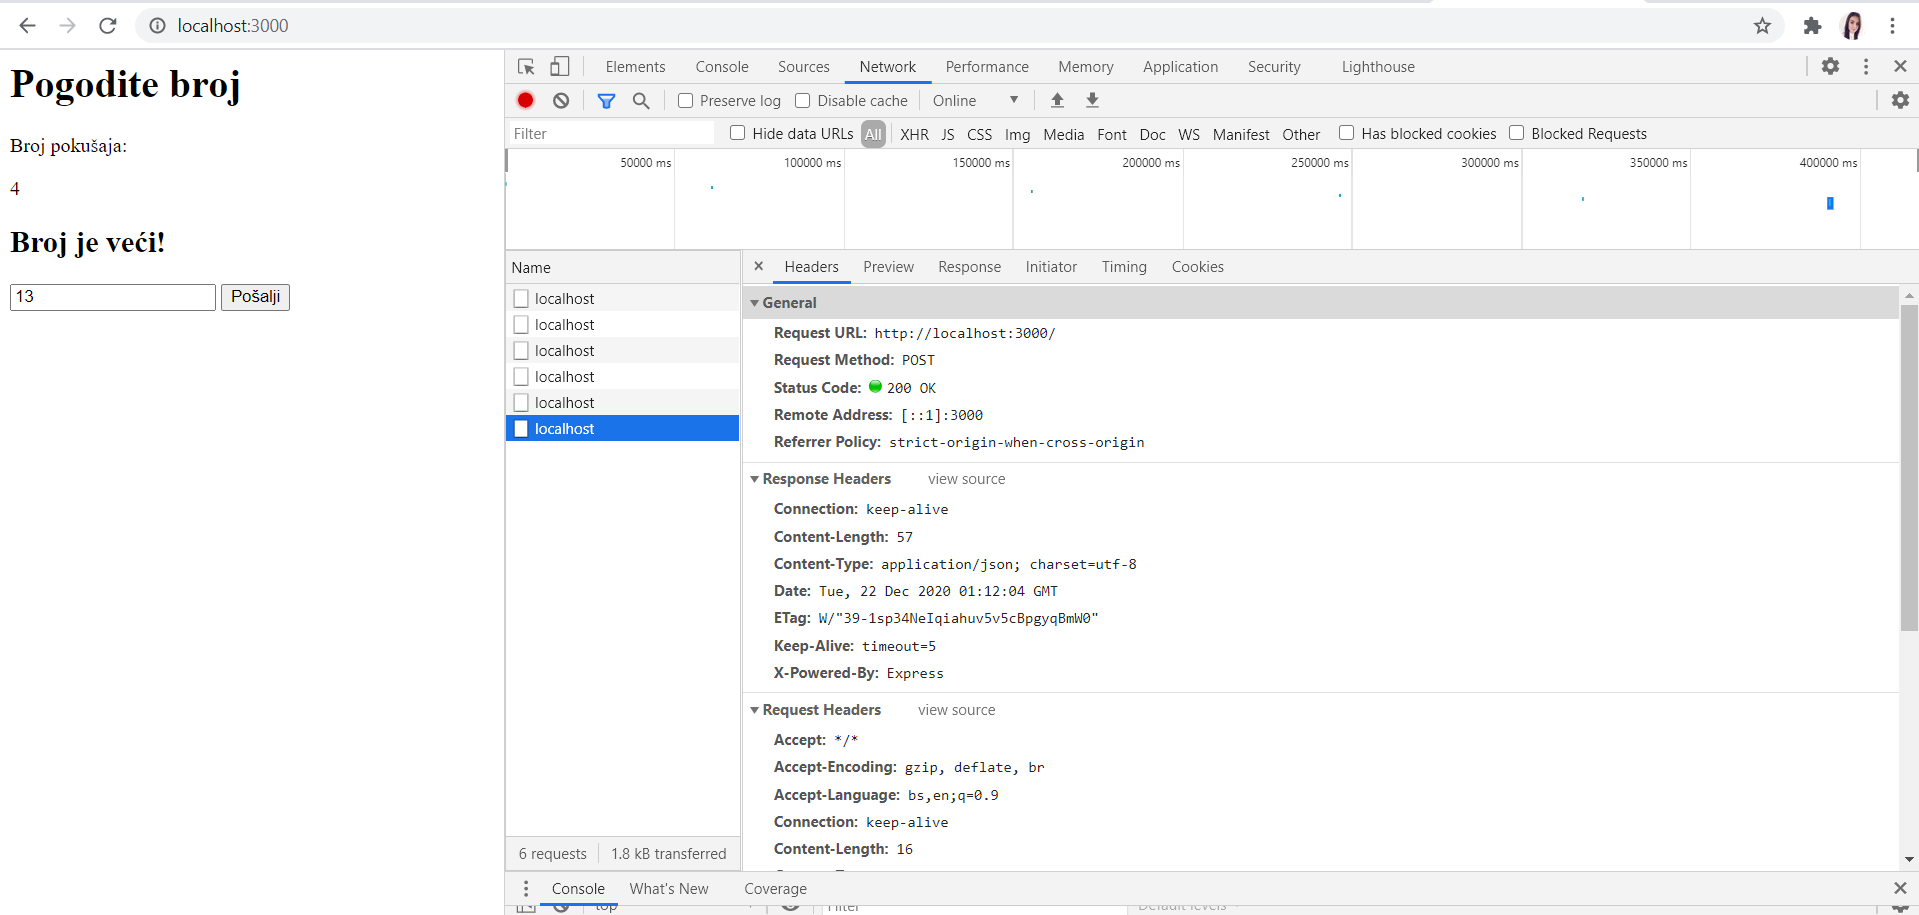 localhost:3000
Pogodite broj
Broj pokušaja:
4
Broj je veći!
13 Pošalji
Elements Console Sources Network Performance Memory Application Security Lighthouse
Preserve log Disable cache Online
Filter Hide data URLs All XHR JS CSS Img Media Font Doc WS Manifest Other Has blocked cookies Blocked Requests
50000 ms 100000 ms 150000 ms 200000 ms 250000 ms 300000 ms 350000 ms 400000 ms
Name
localhost
localhost
localhost
localhost
localhost
localhost
6 requests 1.8 kB transferred
Headers Preview Response Initiator Timing Cookies
General
Request URL: http://localhost:3000/
Request Method: POST
Status Code: 200 OK
Remote Address: [::1]:3000
Referrer Policy: strict-origin-when-cross-origin
Response Headers view source
Connection: keep-alive
Content-Length: 57
Content-Type: application/json; charset=utf-8
Date: Tue, 22 Dec 2020 01:12:04 GMT
ETag: W/"39-1sp34NeIqiahuv5v5cBpgyqBmW0"
Keep-Alive: timeout=5
X-Powered-By: Express
Request Headers view source
Accept: */*
Accept-Encoding: gzip, deflate, br
Accept-Language: bs,en;q=0.9
Connection: keep-alive
Content-Length: 16
Console What's New Coverage
top Filter Default levels